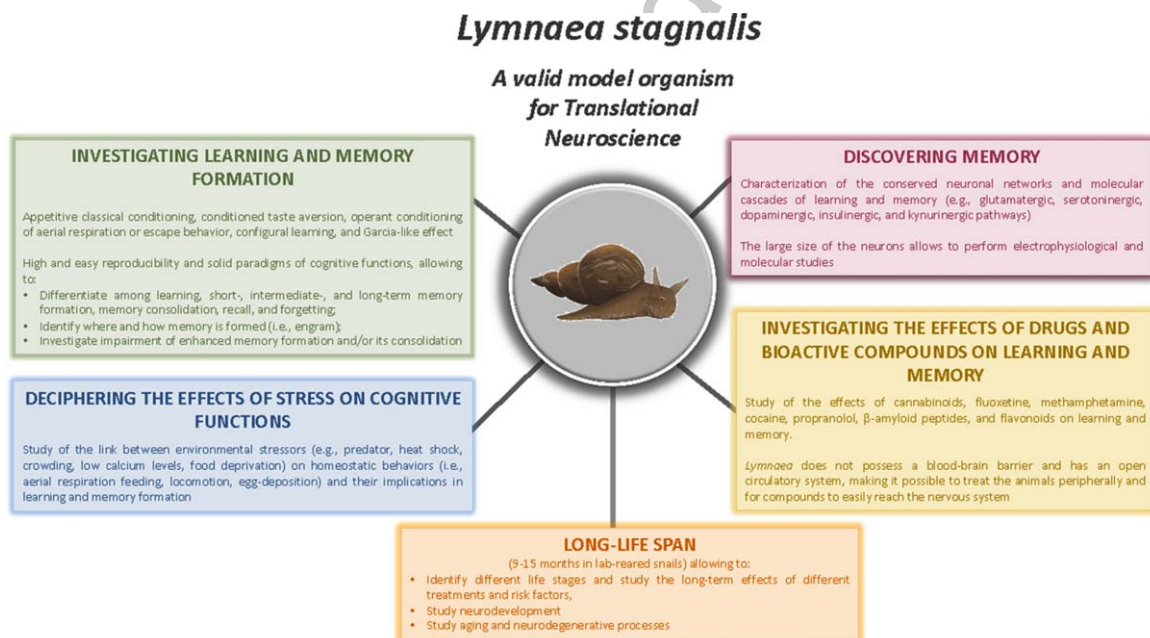 Lymnaea stagnalis
A valid model organism
for Translational
Neuroscience
INVESTIGATING LEARNING AND MEMORY
FORMATION
Appetitive classical conditioning, conditioned taste aversion, operant conditioning
of aerial respiration or escape behavior, configural learning, and Garcia-like effect
High and easy reproducibility and solid paradigms of cognitive functions, allowing
to:
• Differentiate among learning, short-, intermediate-, and long-term memory
formation, memory consolidation, recall, and forgetting;
• Identify where and how memory is formed (i.e., engram);
• Investigate impairment of enhanced memory formation and/or its consolidation
DECIPHERING THE EFFECTS OF STRESS ON COGNITIVE
FUNCTIONS
Study of the link between environmental stressors (e.g., predator, heat shock,
crowding, low calcium levels, food deprivation) on homeostatic behaviors (i.e.,
aerial respiration feeding, locomotion, egg-deposition) and their implications in
learning and memory formation
DISCOVERING MEMORY
Characterization of the conserved neuronal networks and molecular
cascades of learning and memory (e.g., glutamatergic, serotoninergic,
dopaminergic, insulinergic, and kynurinergic pathways)
The large size of the neurons allows to perform electrophysiological and
molecular studies
INVESTIGATING THE EFFECTS OF DRUGS AND
BIOACTIVE COMPOUNDS ON LEARNING AND
MEMORY
Study of the effects of cannabinoids, fluoxetine, methamphetamine,
cocaine, propranolol, β-amyloid peptides, and flavonoids on learning and
memory.
Lymnaea does not possess a blood-brain barrier and has an open
circulatory system, making it possible to treat the animals peripherally and
for compounds to easily reach the nervous system
LONG-LIFE SPAN
(9-15 months in lab-reared snails) allowing to:
• Identify different life stages and study the long-term effects of different
treatments and risk factors,
• Study neurodevelopment
• Study aging and neurodegenerative processes